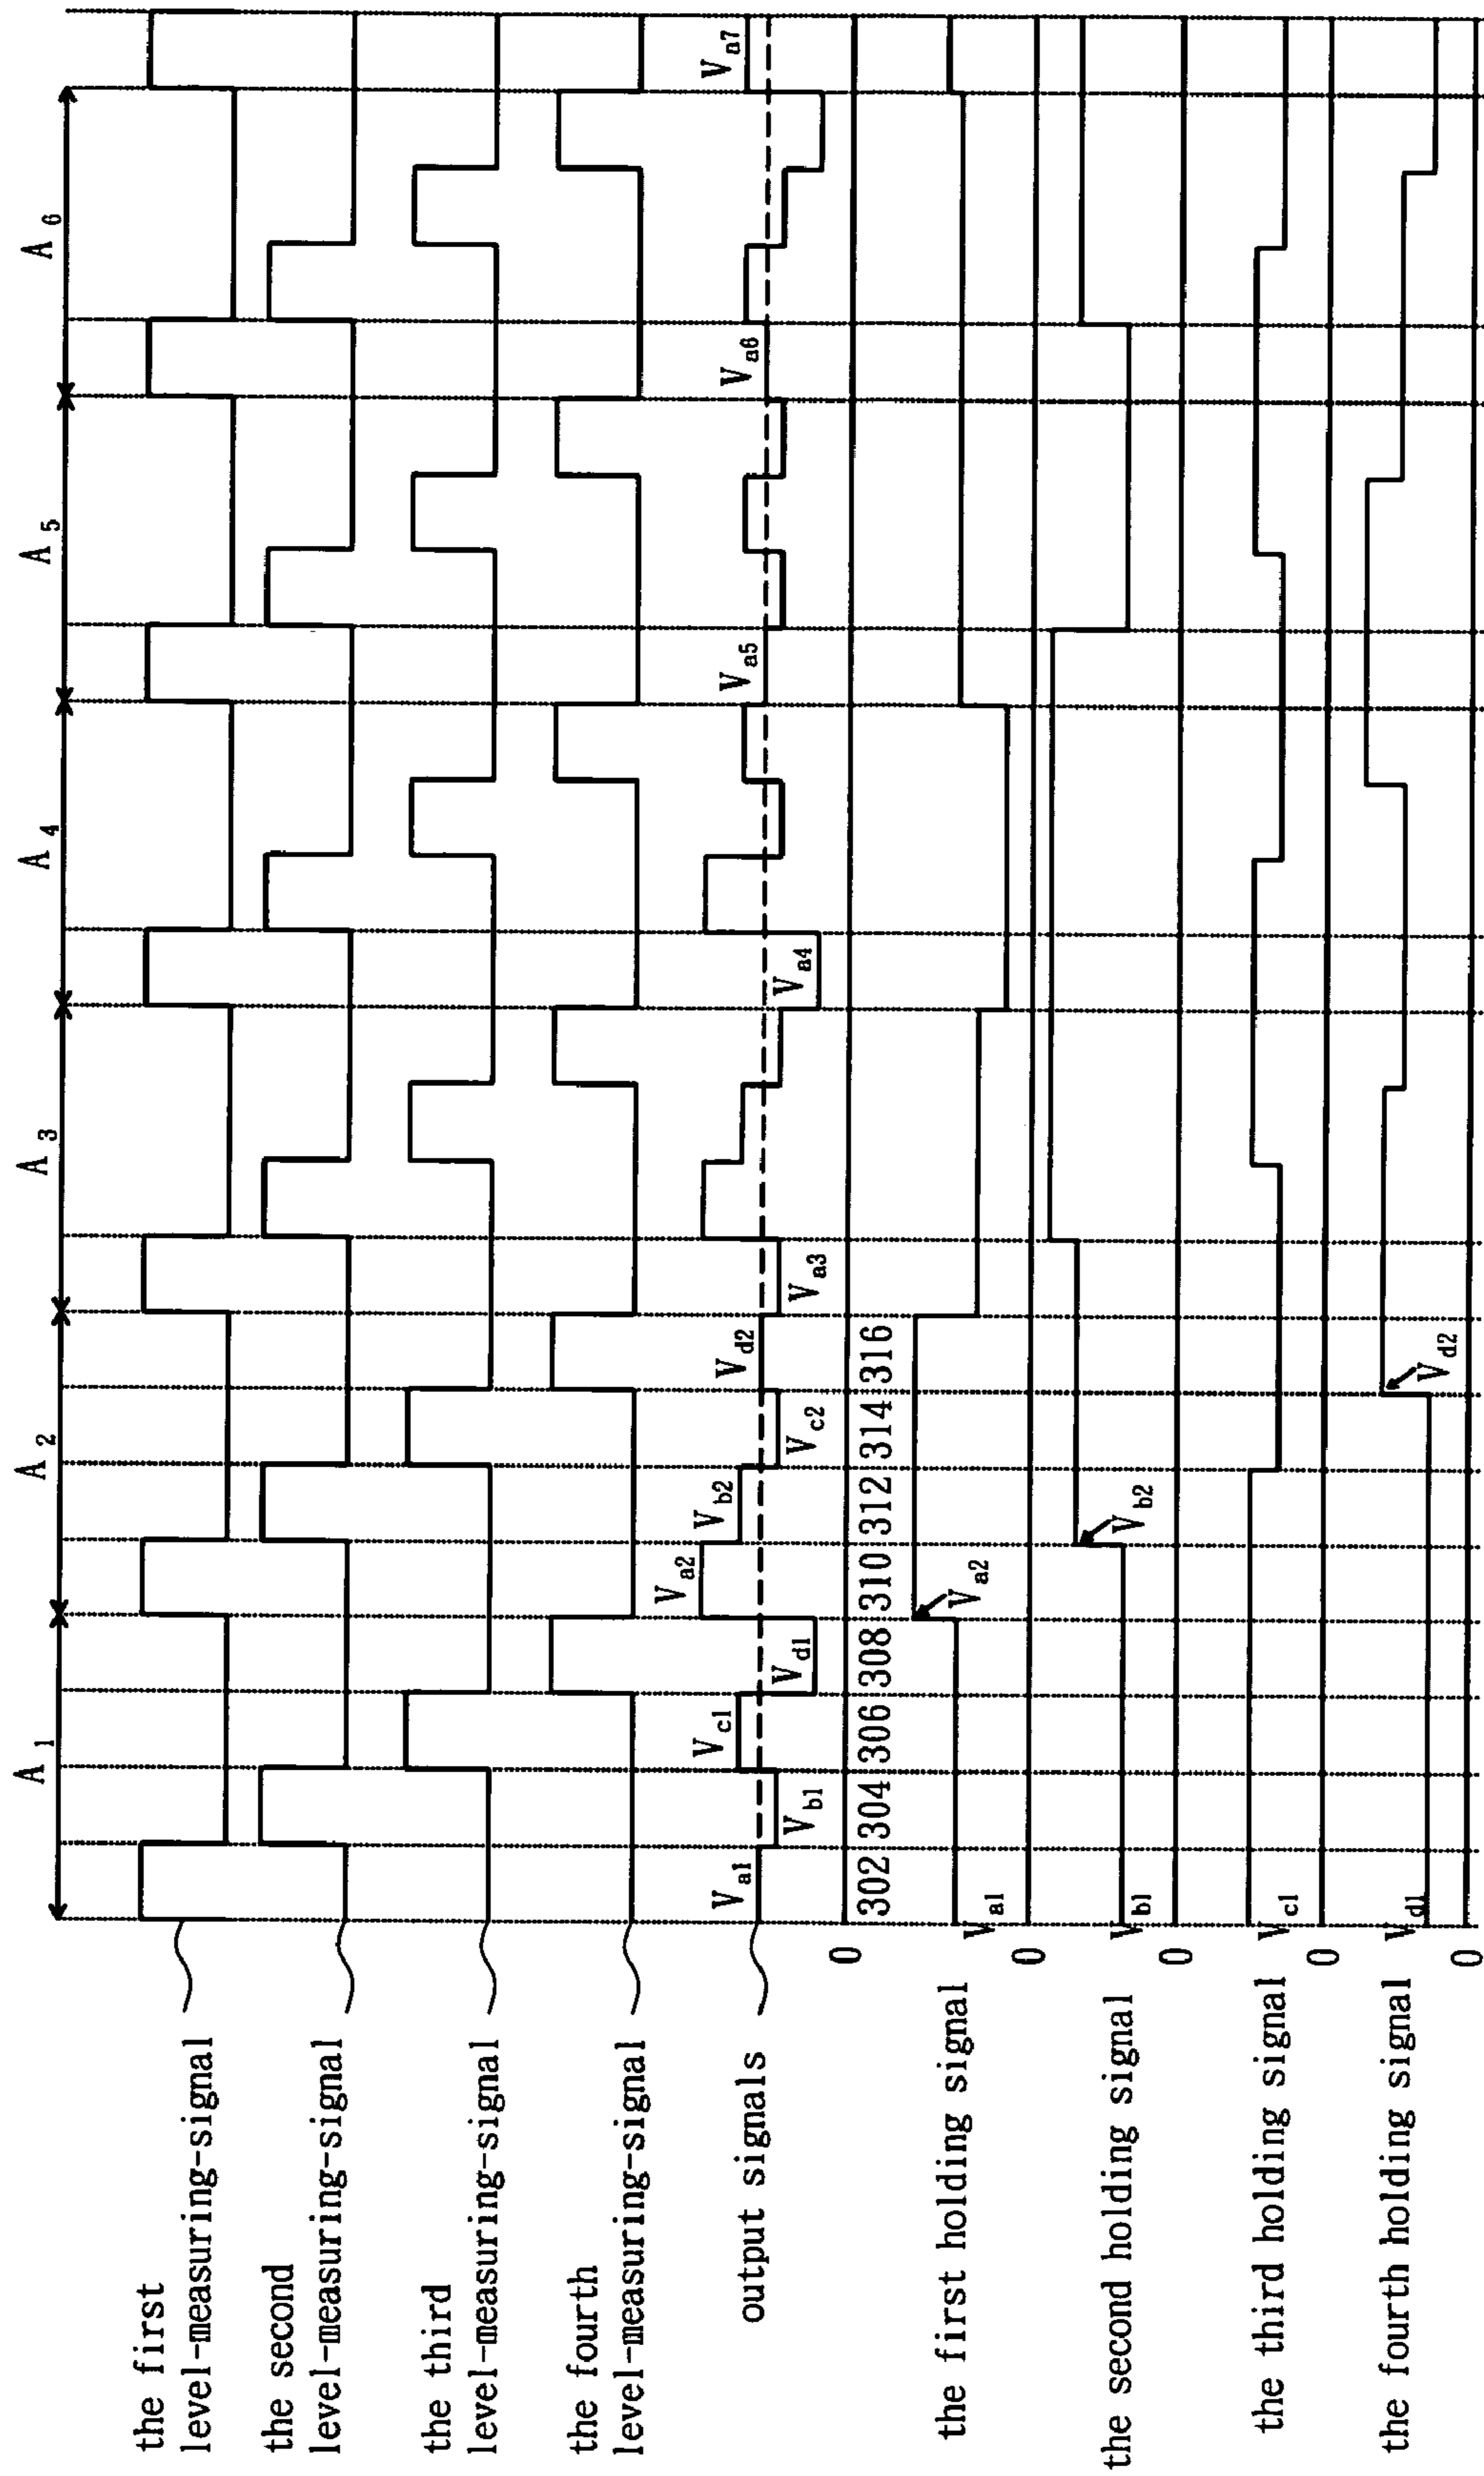 A1 A2 A3 A4 A5 A6
the first
level-measuring-signal
the second
level-measuring-signal
the third
level-measuring-signal
the fourth
level-measuring-signal
output signals
Va1 Vb1 Vc1 Vd1 Va2 Vb2 Vc2 Vd2 Va3 Va4 Va5 Va6 Va7
0
302 304 306 308 310 312 314 316
the first holding signal
Va1 Va2
0
the second holding signal
Vb1 Vb2
0
the third holding signal
Vc1
0
the fourth holding signal
Vd1 Vd2
0